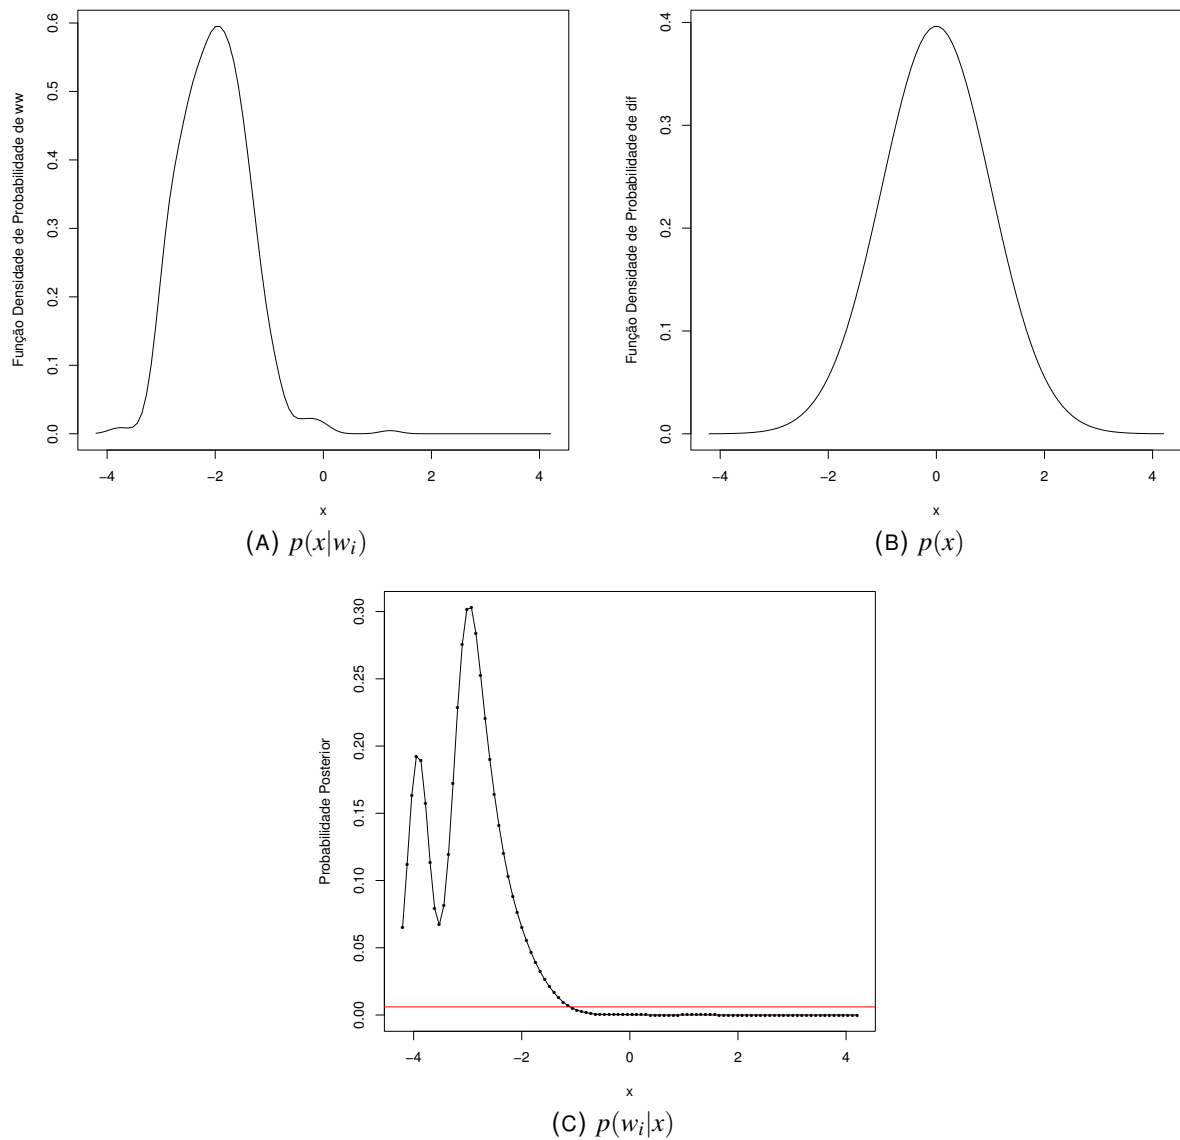 Função Densidade de Probabilidade de ww
0.0 0.1 0.2 0.3 0.4 0.5 0.6
−4 −2 0 2 4
x
(A) p(x|w_i)
Função Densidade de Probabilidade de dif
0.0 0.1 0.2 0.3 0.4
−4 −2 0 2 4
x
(B) p(x)
Probabilidade Posterior
0.00 0.05 0.10 0.15 0.20 0.25 0.30
−4 −2 0 2 4
x
(C) p(w_i|x)